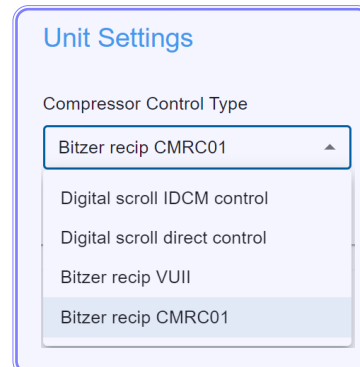 Unit Settings
Compressor Control Type
Bitzer recip CMRC01
Digital scroll IDCM control
Digital scroll direct control
Bitzer recip VUII
Bitzer recip CMRC01